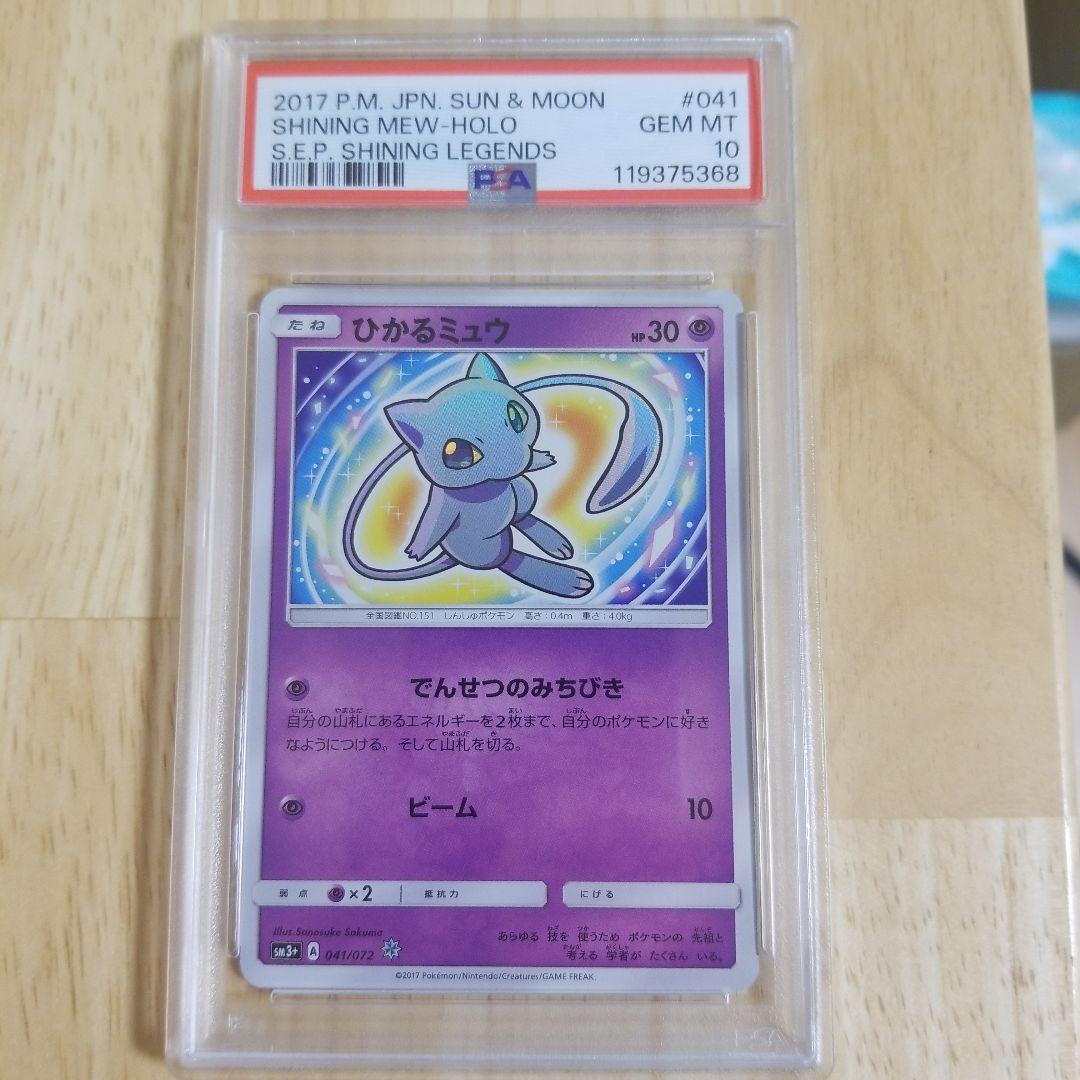 2017 P.M. JPN. SUN & MOON #041
SHINING MEW-HOLO GEM MT
S.E.P. SHINING LEGENDS 10
PSA 119375368
たね ひかるミュウ HP30
全国図鑑NO.151 しんしゅポケモン 高さ:0.4m 重さ:4.0kg
でんせつのみちびき
自分の山札にあるエネルギーを2枚まで、自分のポケモンに好き
なようにつける。そして山札を切る。
ビーム 10
弱点 ×2 抵抗力 にげる
Illus.Sanosuke Sakuma
あらゆる 技を 使うため ポケモンの 先祖と
考える 学者が たくさん いる。
SM3+ A 041/072
©2017 Pokémon/Nintendo/Creatures/GAME FREAK.